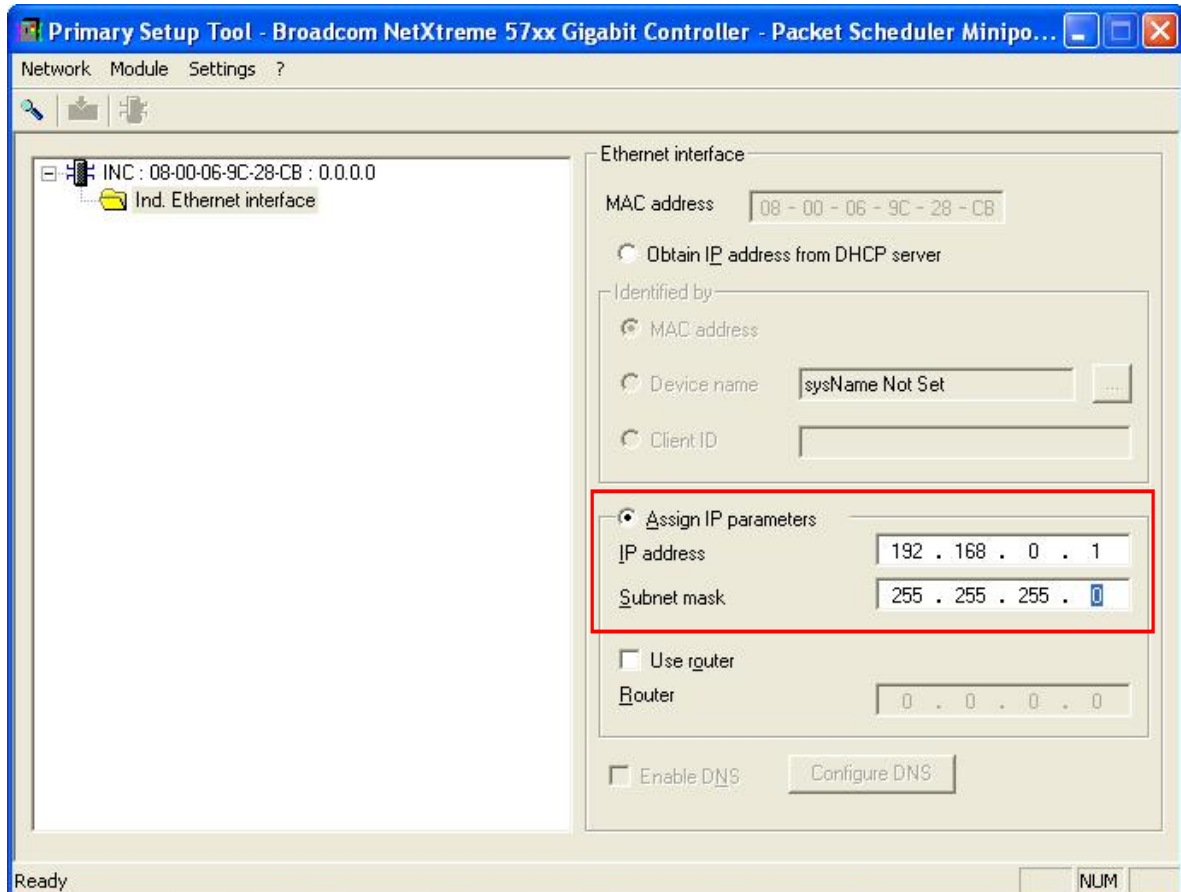 Primary Setup Tool - Broadcom NetXtreme 57xx Gigabit Controller - Packet Scheduler Minipo...
Network Module Settings ?
INC : 08-00-06-9C-28-CB : 0.0.0.0
Ind. Ethernet interface
Ethernet interface
MAC address 08 - 00 - 06 - 9C - 28 - CB
Obtain IP address from DHCP server
Identified by
MAC address
Device name sysName Not Set ...
Client ID
Assign IP parameters
IP address 192 . 168 . 0 . 1
Subnet mask 255 . 255 . 255 . 0
Use router
Router 0 . 0 . 0 . 0
Enable DNS Configure DNS
Ready NUM